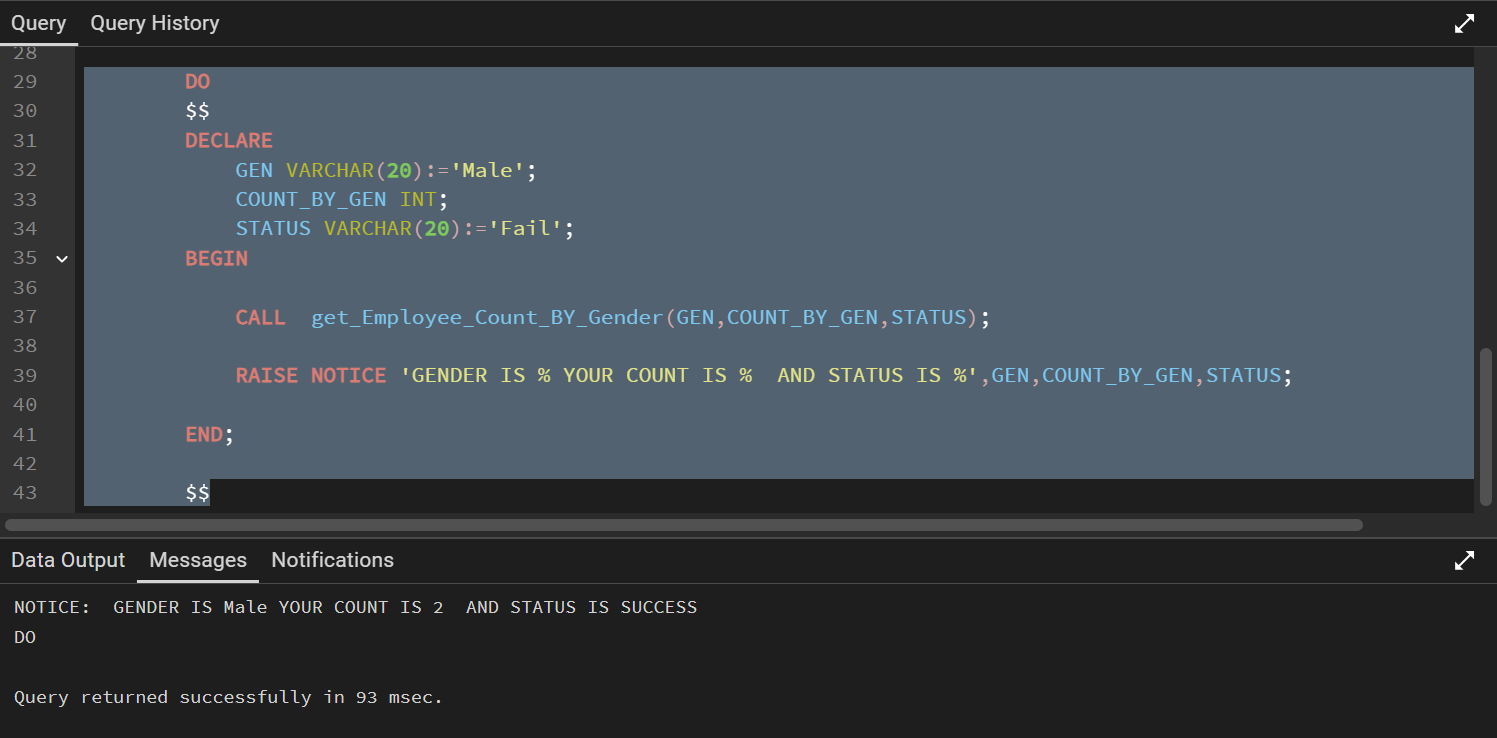 Query Query History
28
29 DO
30 $$
31 DECLARE
32 GEN VARCHAR(20):='Male';
33 COUNT_BY_GEN INT;
34 STATUS VARCHAR(20):='Fail';
35 BEGIN
36
37 CALL  get_Employee_Count_BY_Gender(GEN,COUNT_BY_GEN,STATUS);
38
39 RAISE NOTICE 'GENDER IS % YOUR COUNT IS %  AND STATUS IS %',GEN,COUNT_BY_GEN,STATUS;
40
41 END;
42
43 $$
Data Output Messages Notifications
NOTICE:  GENDER IS Male YOUR COUNT IS 2  AND STATUS IS SUCCESS
DO
Query returned successfully in 93 msec.